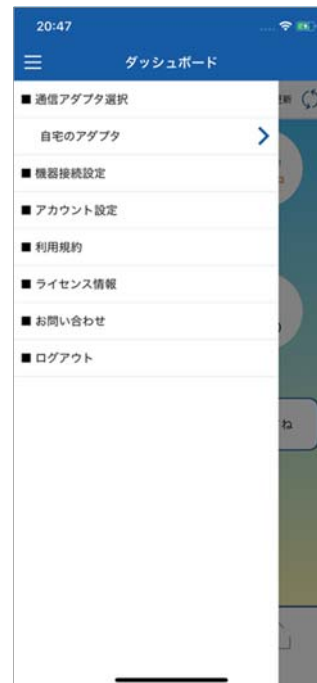 20:47
ダッシュボード
■ 通信アダプタ選択
自宅のアダプタ
■ 機器接続設定
■ アカウント設定
■ 利用規約
■ ライセンス情報
■ お問い合わせ
■ ログアウト
新
ね